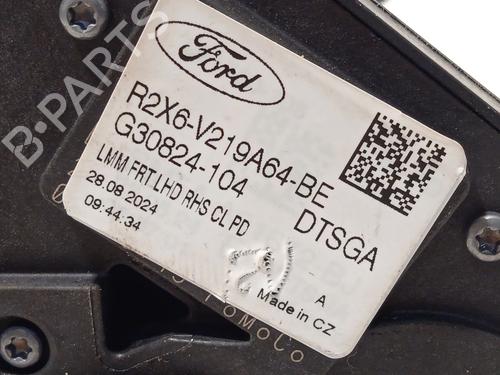 Ford
R2X6-V219A64-BE
G30824-104
LMM FRT LHD RHS CL PD
28.08.2024
09:44:34
DTSGA
A
Made in CZ
B-PARTS